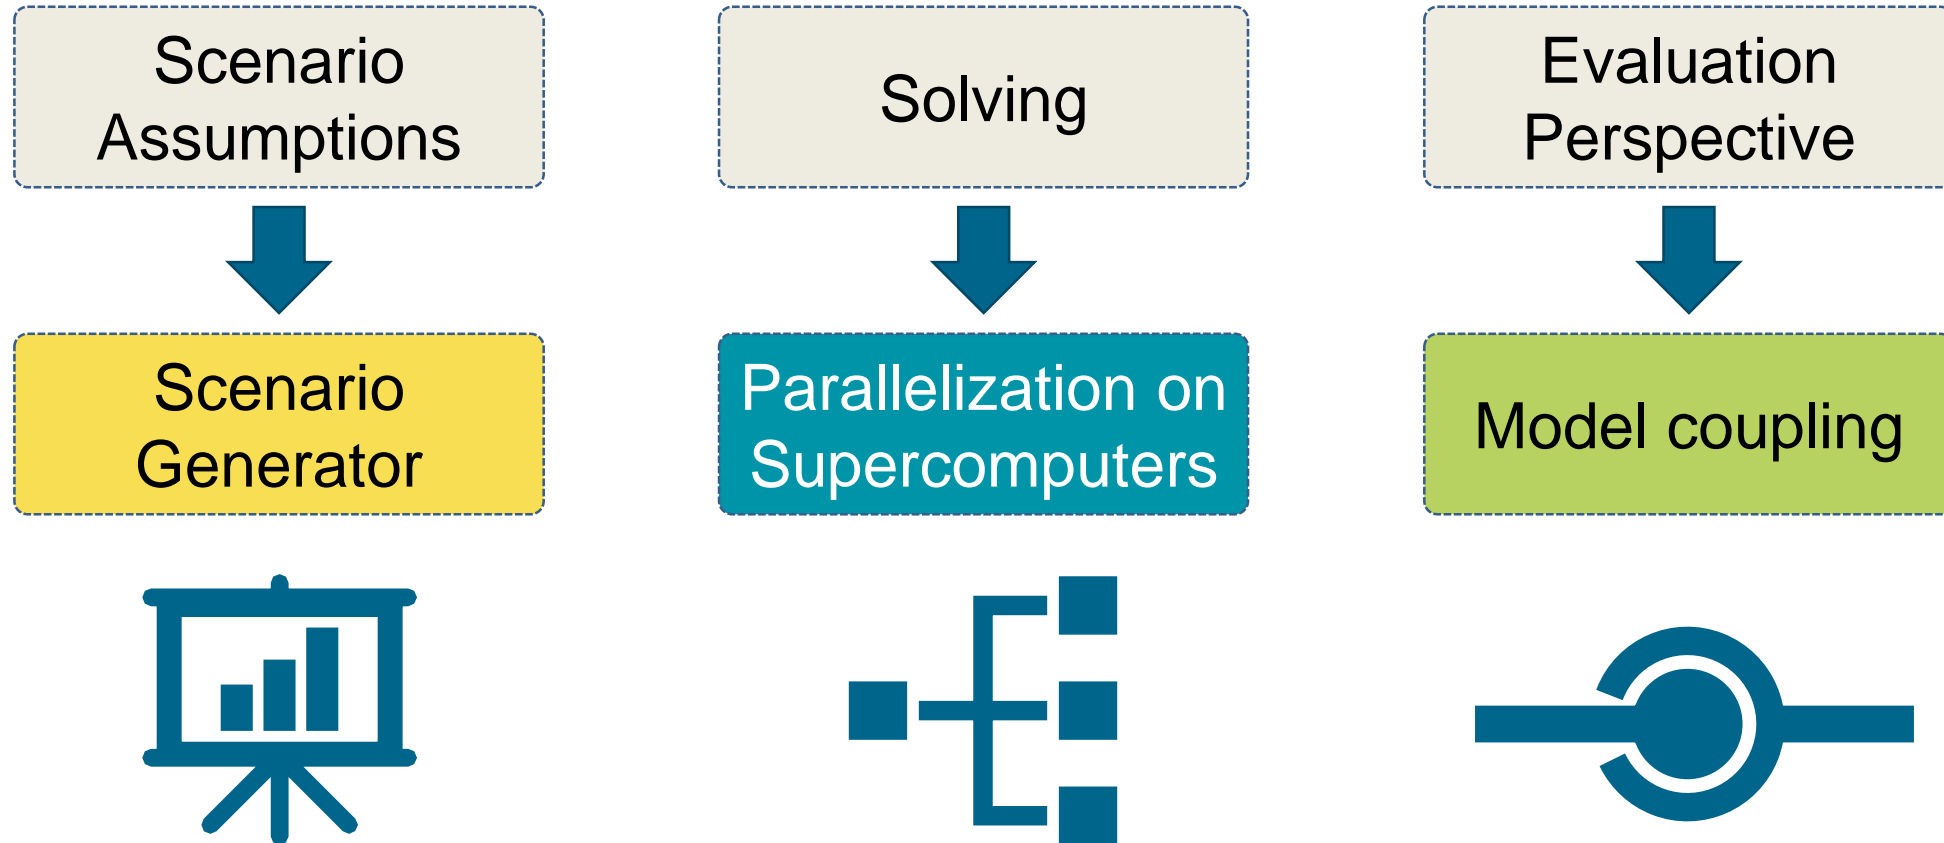 Scenario
Assumptions
Solving
Evaluation
Perspective
Scenario
Generator
Parallelization on
Supercomputers
Model coupling